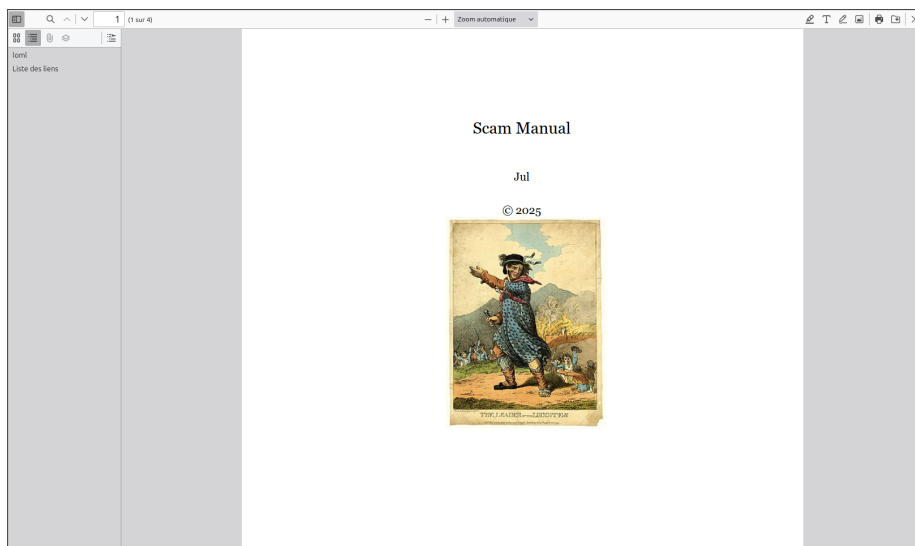 1 (1 sur 4)
Zoom automatique
loml
Liste des liens
Scam Manual
Jul
© 2025
THE LEADER of the LUDDITES